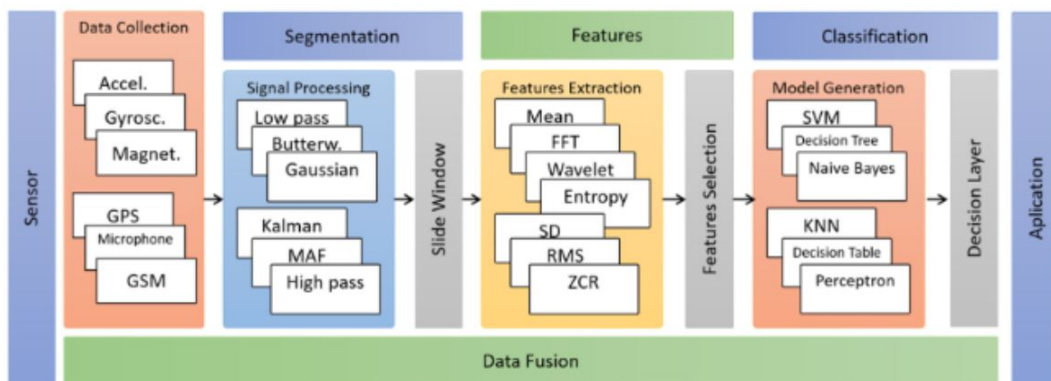 Sensor
Data Collection
Accel.
Gyrosc.
Magnet.
GPS
Microphone
GSM
Segmentation
Signal Processing
Low pass
Butterw.
Gaussian
Kalman
MAF
High pass
Slide Window
Features
Features Extraction
Mean
FFT
Wavelet
Entropy
SD
RMS
ZCR
Features Selection
Classification
Model Generation
SVM
Decision Tree
Naive Bayes
KNN
Decision Table
Perceptron
Decision Layer
Aplication
Data Fusion